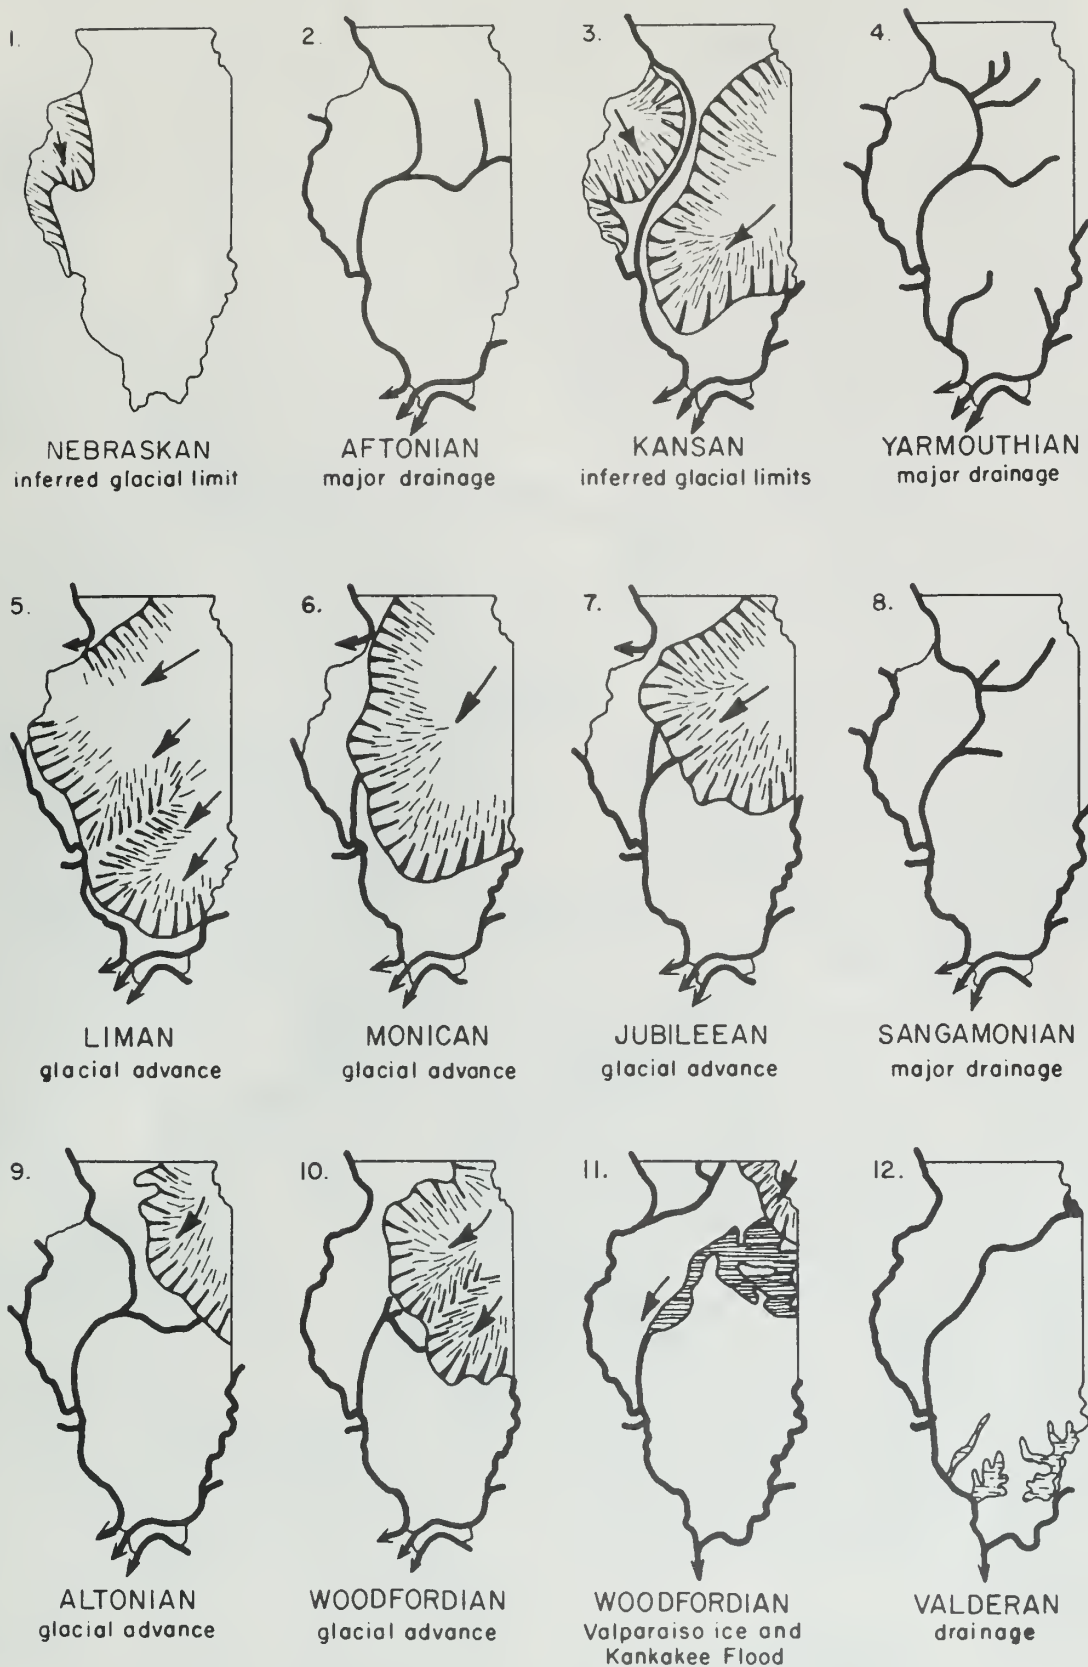 1.
NEBRASKAN
inferred glacial limit
2.
AFTONIAN
major drainage
3.
KANSAN
inferred glacial limits
4.
YARMOUTHIAN
major drainage
5.
LIMAN
glacial advance
6.
MONICAN
glacial advance
7.
JUBILEEAN
glacial advance
8.
SANGAMONIAN
major drainage
9.
ALTONIAN
glacial advance
10.
WOODFORDIAN
glacial advance
11.
WOODFORDIAN
Valparaiso ice and
Kankakee Flood
12.
VALDERAN
drainage